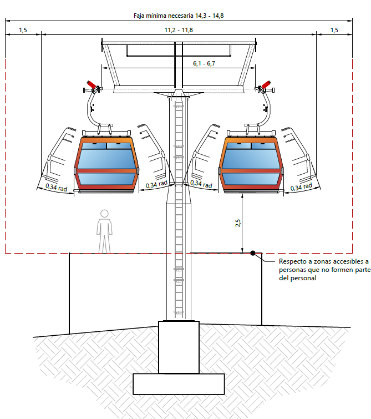 Faja mínima necesaria 14,3 - 14,8
1,5
11,2 - 11,8
1,5
6,1 - 6,7
0,34 rad
0,34 rad
0,34 rad
0,34 rad
2,5
Respecto a zonas accesibles a
personas que no formen parte
del personal